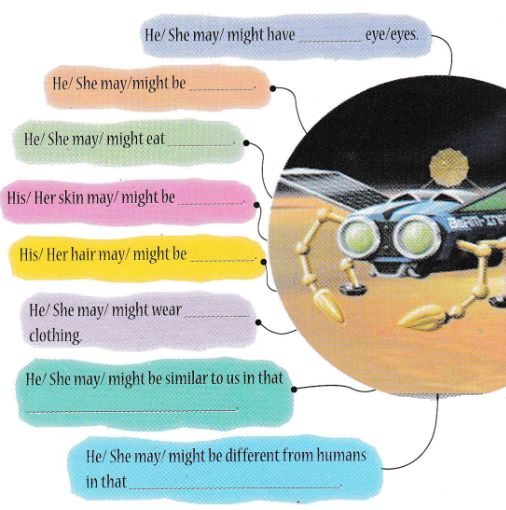 He/ She may/ might have __________ eye/eyes.
He/ She may/might be __________.
He/ She may/ might eat __________.
His/ Her skin may/ might be __________.
His/ Her hair may/ might be __________.
He/ She may/ might wear __________
clothing.
He/ She may/ might be similar to us in that
______________________________.
He/ She may/ might be different from humans
in that ______________________________.